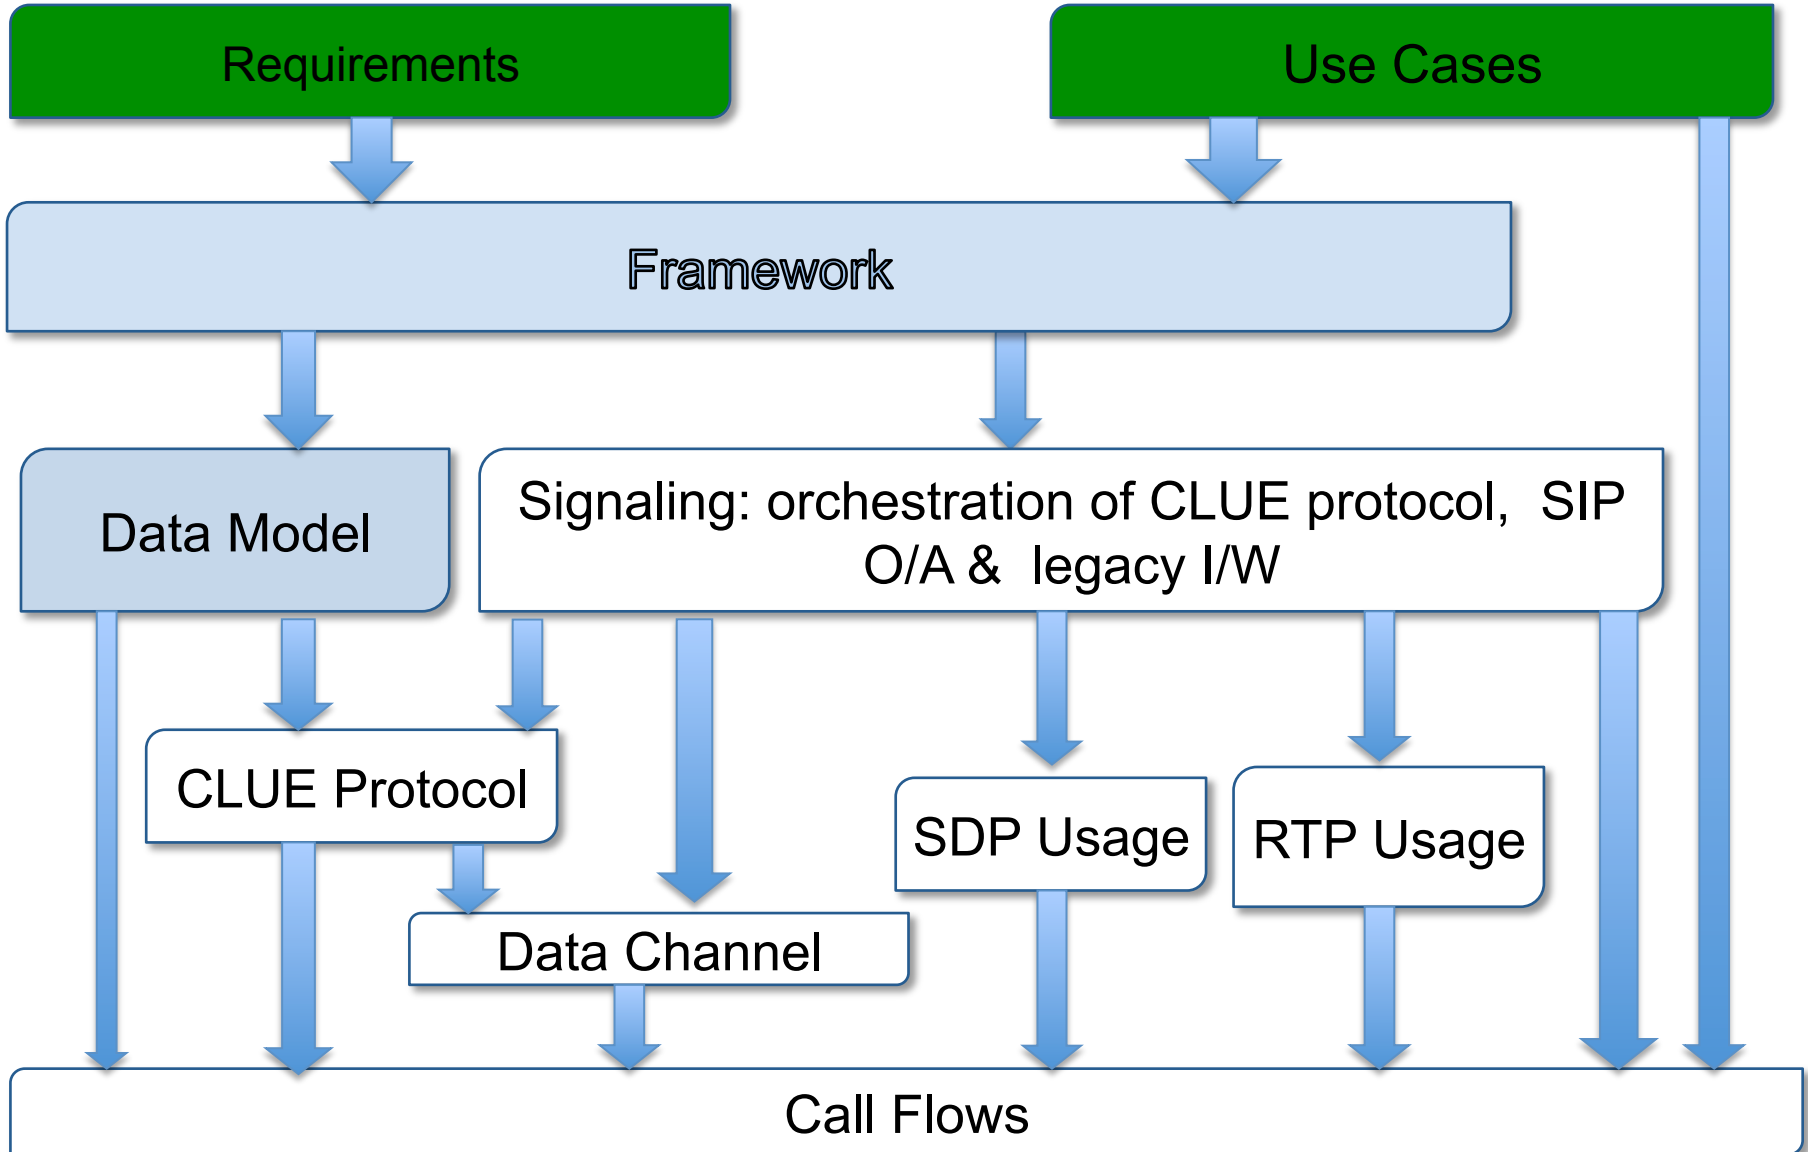 Requirements
Use Cases
Framework
Data Model
Signaling: orchestration of CLUE protocol,  SIP
O/A &  legacy I/W
CLUE Protocol
SDP Usage
RTP Usage
Data Channel
Call Flows